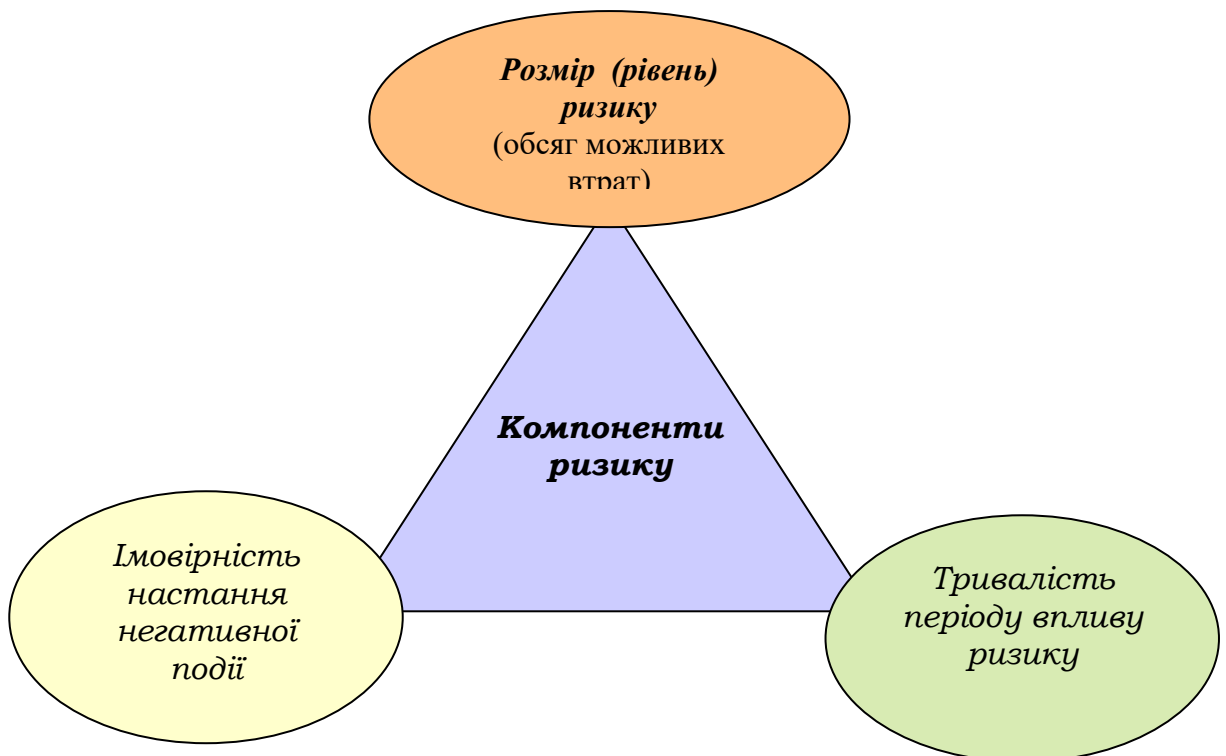 Розмір (рівень)
ризику
(обсяг можливих
втрат)
Компоненти
ризику
Імовірність
настання
негативної
події
Тривалість
періоду впливу
ризику